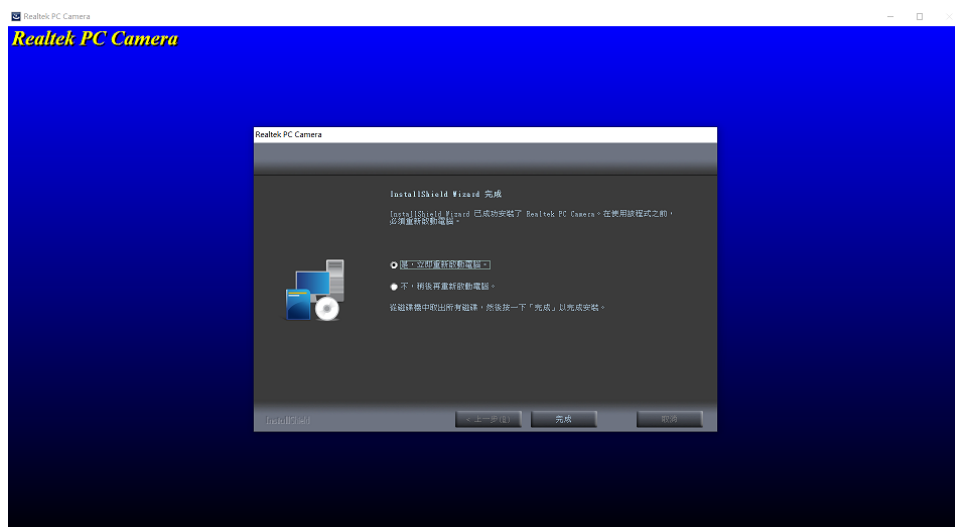 Realtek PC Camera
Realtek PC Camera
Realtek PC Camera
InstallShield Wizard 完成
InstallShield Wizard 已成功安裝了 Realtek PC Camera。在使用該程式之前，
必須重新啟動電腦。
是，立即重新啟動電腦。
不，稍後再重新啟動電腦。
從磁碟機中取出所有磁碟，然後按一下「完成」以完成安裝。
InstallShield
< 上一步(B)
完成
取消